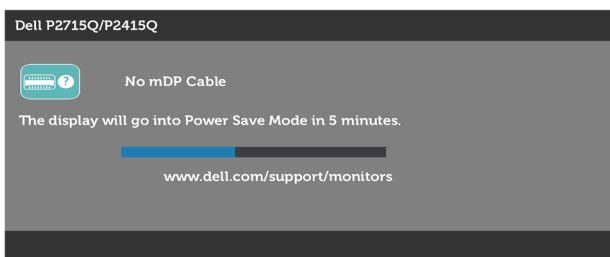 Dell P2715Q/P2415Q
?
No mDP Cable
The display will go into Power Save Mode in 5 minutes.
www.dell.com/support/monitors